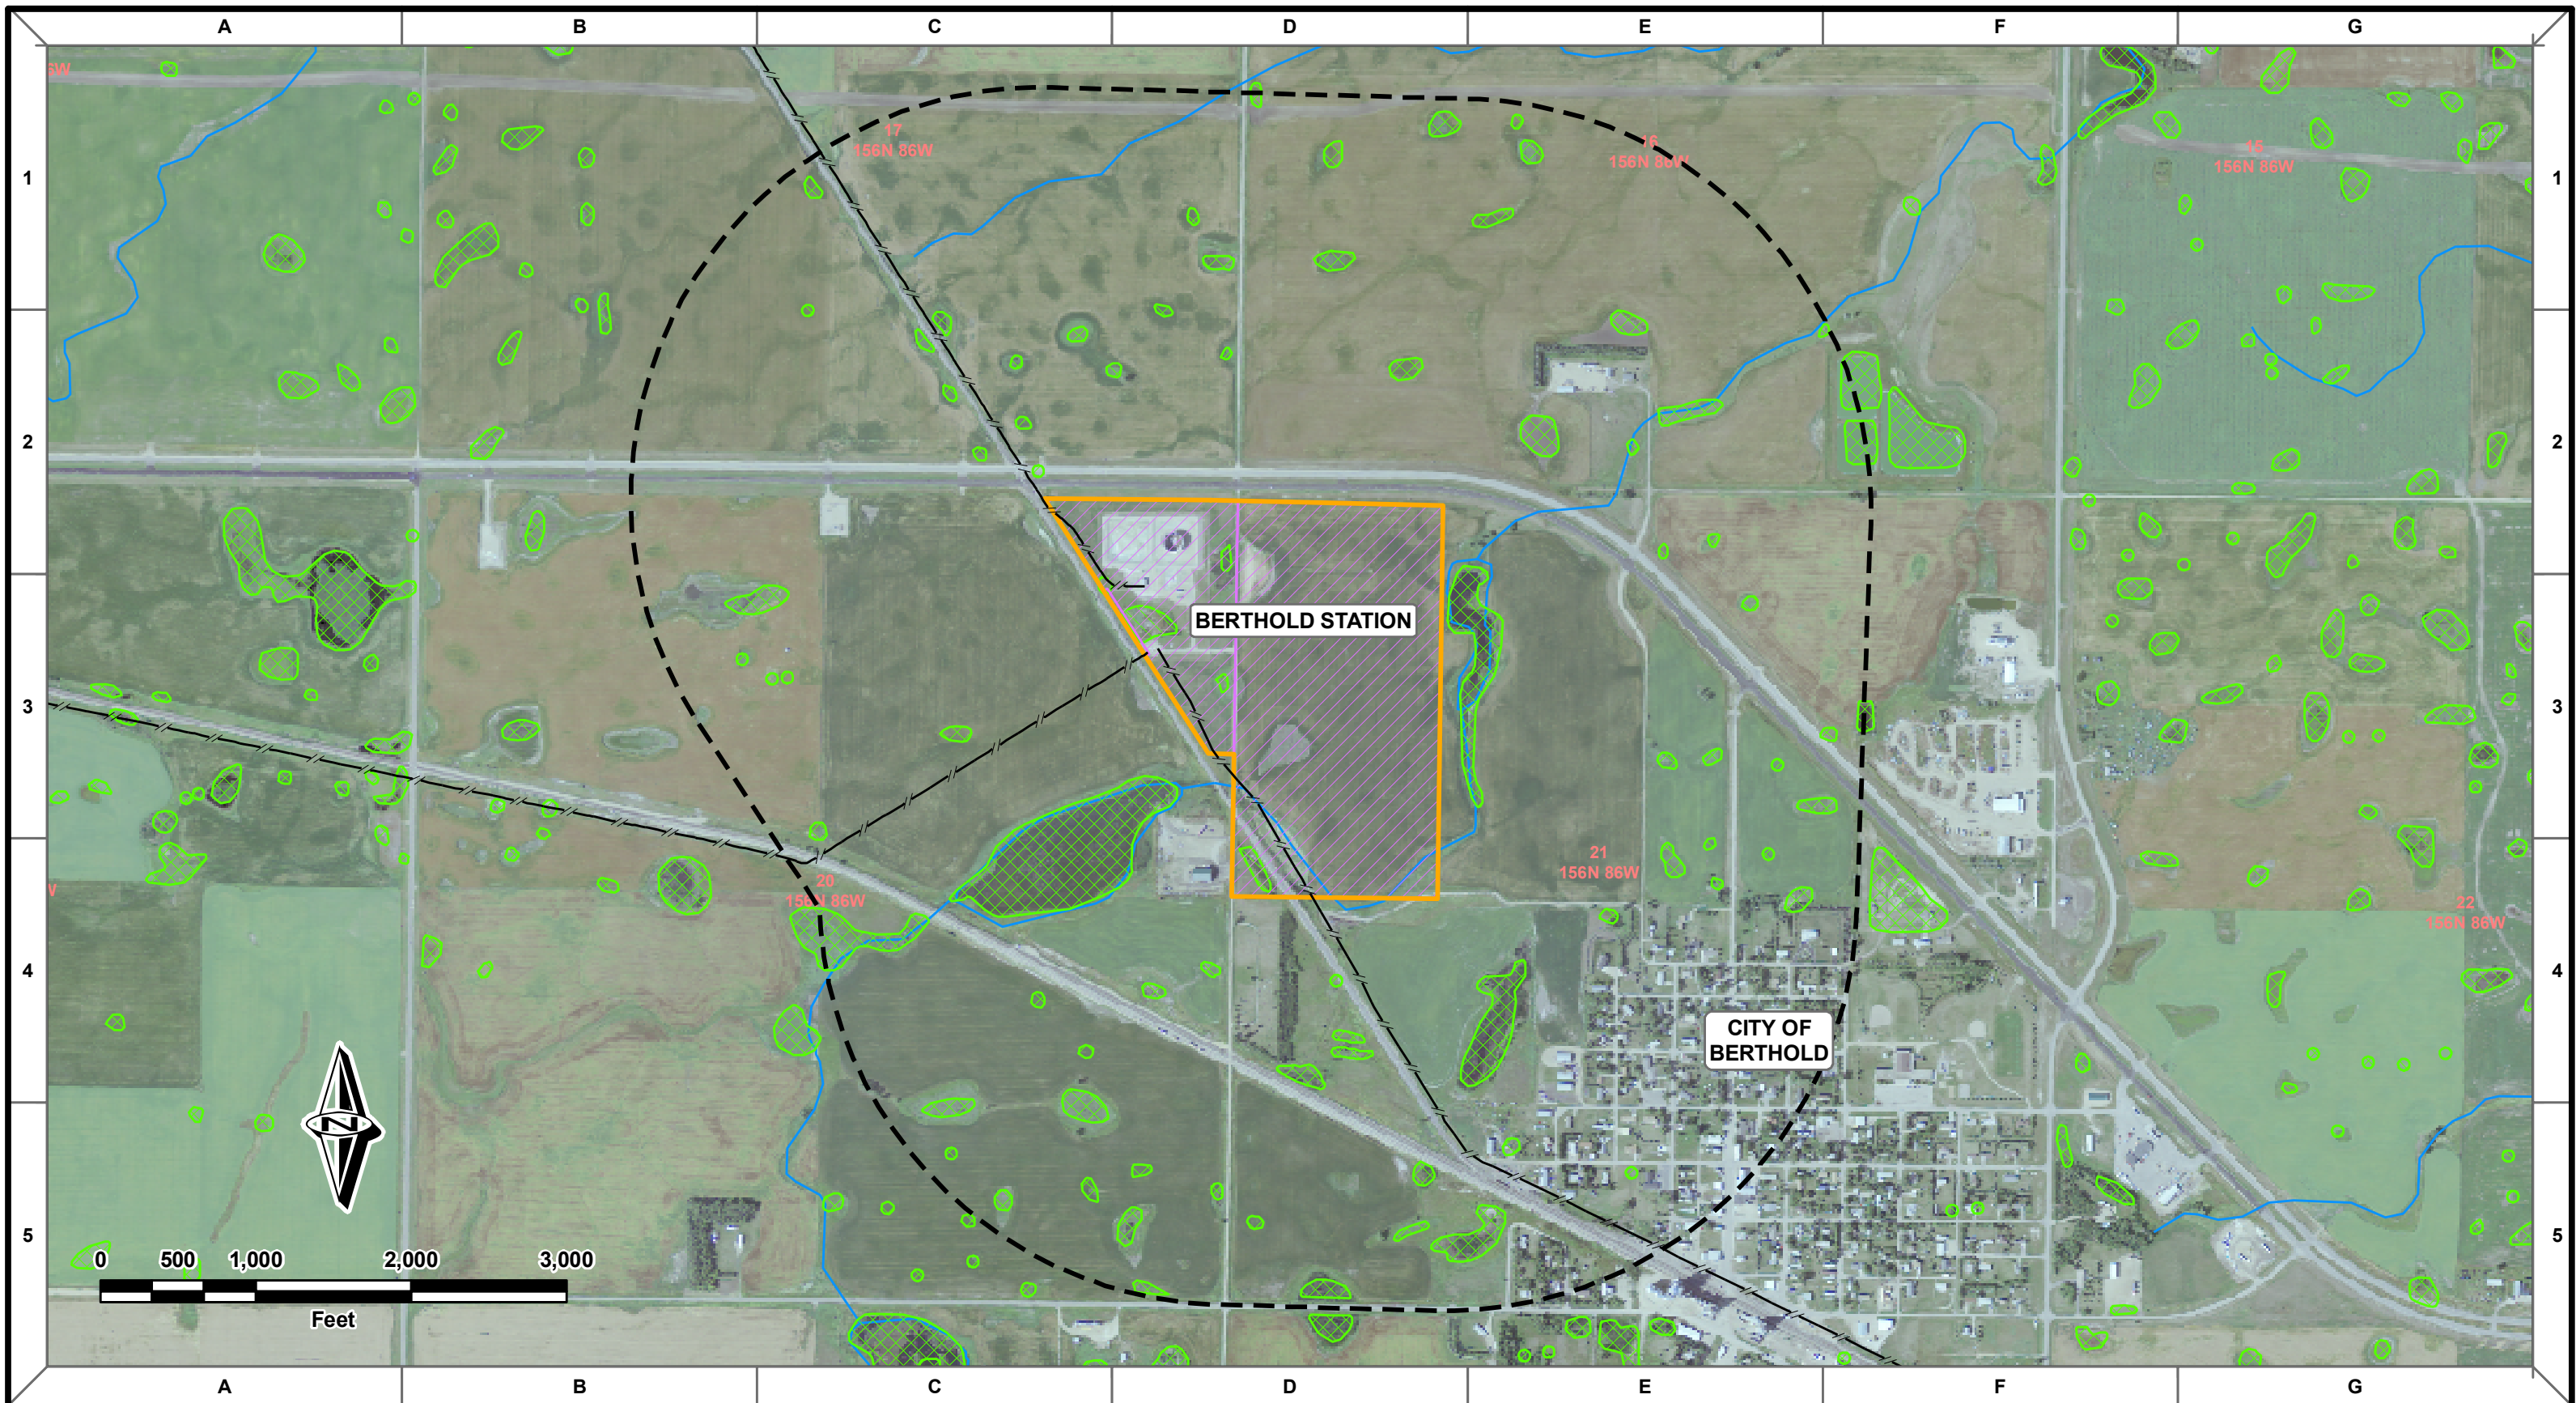 A B C D E F G
6W
17
156N 86W
16
156N 86W
15
156N 86W
1 1
2 2
BERTHOLD STATION
3 3
21
156N 86W
20
156N 86W
22
156N 86W
W
4 4
CITY OF
BERTHOLD
N
5 5
0 500 1,000 2,000 3,000
Feet
A B C D E F G